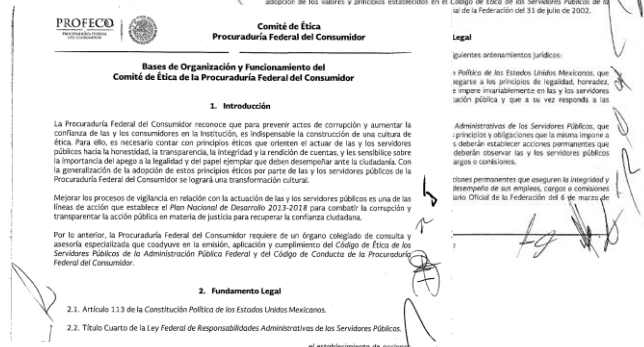 PROFECO
PROCURADURÍA FEDERAL
DEL CONSUMIDOR
Comité de Ética
Procuraduría Federal del Consumidor
Bases de Organización y Funcionamiento del
Comité de Ética de la Procuraduría Federal del Consumidor
1. Introducción
La Procuraduría Federal del Consumidor reconoce que para prevenir actos de corrupción y aumentar la
confianza de las y los consumidores en la Institución, es indispensable la construcción de una cultura de
ética. Para ello, es necesario contar con principios éticos que orienten el actuar de las y los servidores
públicos hacia la honestidad, la transparencia, la integridad y la rendición de cuentas, y les sensibilice sobre
la importancia del apego a la legalidad y del papel ejemplar que deben desempeñar ante la ciudadanía. Con
la generalización de la adopción de estos principios éticos por parte de las y los servidores públicos de la
Procuraduría Federal del Consumidor se logrará una transformación cultural.
Mejorar los procesos de vigilancia en relación con la actuación de las y los servidores públicos es una de las
líneas de acción que establece el Plan Nacional de Desarrollo 2013-2018 para combatir la corrupción y
transparentar la acción pública en materia de justicia para recuperar la confianza ciudadana.
Por lo anterior, la Procuraduría Federal del Consumidor requiere de un órgano colegiado de consulta y
asesoría especializada que coadyuve en la emisión, aplicación y cumplimiento del Código de Ética de los
Servidores Públicos de la Administración Pública Federal y del Código de Conducta de la Procuraduría
Federal del Consumidor.
2. Fundamento Legal
2.1. Artículo 113 de la Constitución Política de los Estados Unidos Mexicanos.
2.2. Título Cuarto de la Ley Federal de Responsabilidades Administrativas de los Servidores Públicos.
el establecimiento de acciones
adopción de los valores y principios establecidos en el Código de Ética de los Servidores Públicos de la
ial de la Federación del 31 de julio de 2002.
Legal
iguientes ordenamientos jurídicos:
Política de los Estados Unidos Mexicanos, que
egarse a los principios de legalidad, honradez,
e impere invariablemente en las y los servidores
ación pública y que a su vez responda a las
Administrativas de los Servidores Públicos, que
principios y obligaciones que la misma impone a
s deberán establecer acciones permanentes que
deberán observar las y los servidores públicos
argos o comisiones.
ciones permanentes que aseguren la integridad y
desempeño de sus empleos, cargos o comisiones
iario Oficial de la Federación del 6 de marzo de